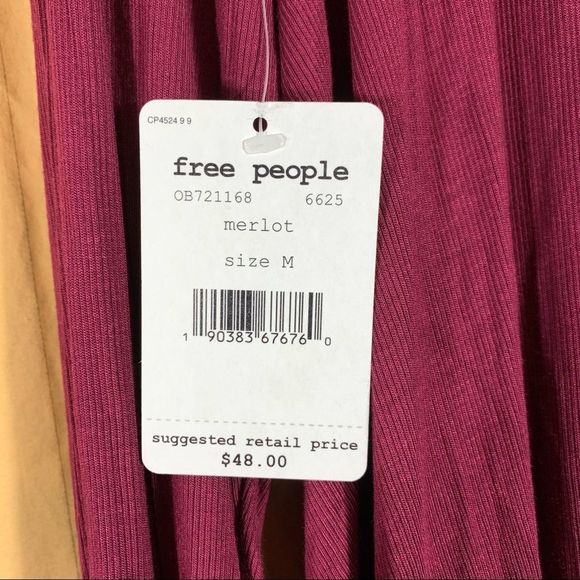 CP4524 9 9
free people
OB721168 6625
merlot
size M
1 90383 67676 0
suggested retail price
$48.00